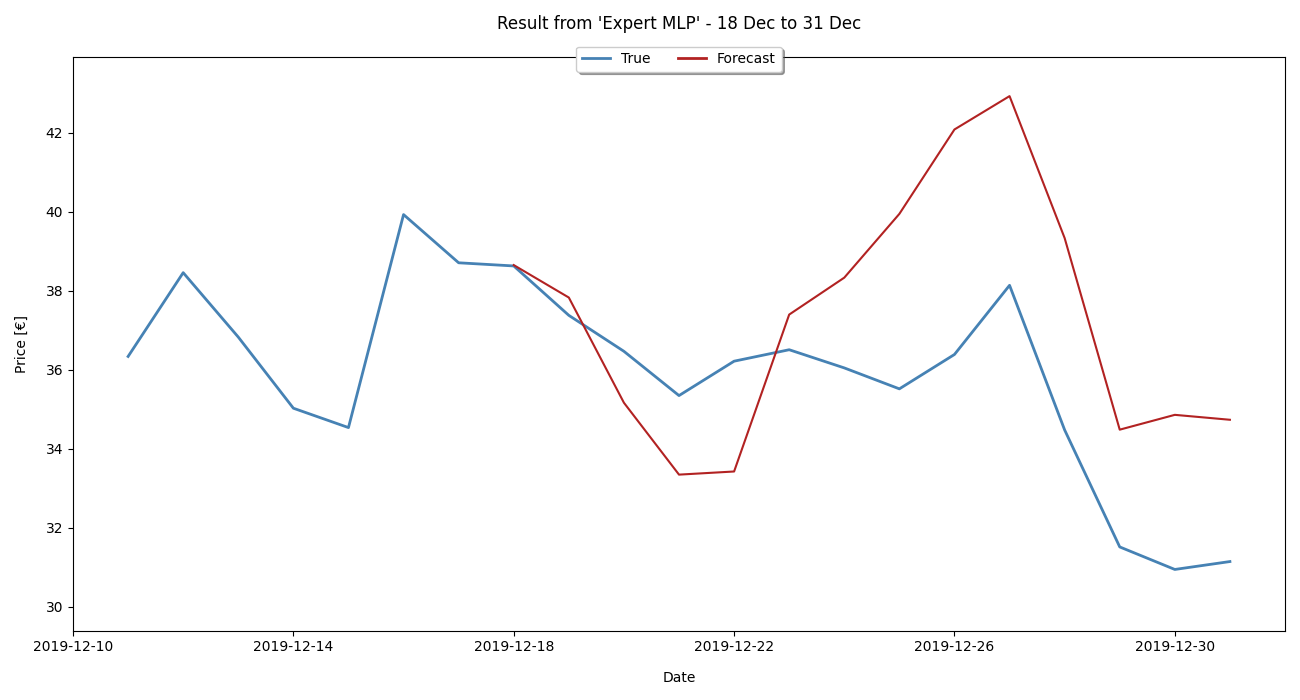 Result from 'Expert MLP' - 18 Dec to 31 Dec
True
Forecast
42
40
38
36
34
32
30
Price [€]
2019-12-10
2019-12-14
2019-12-18
2019-12-22
2019-12-26
2019-12-30
Date